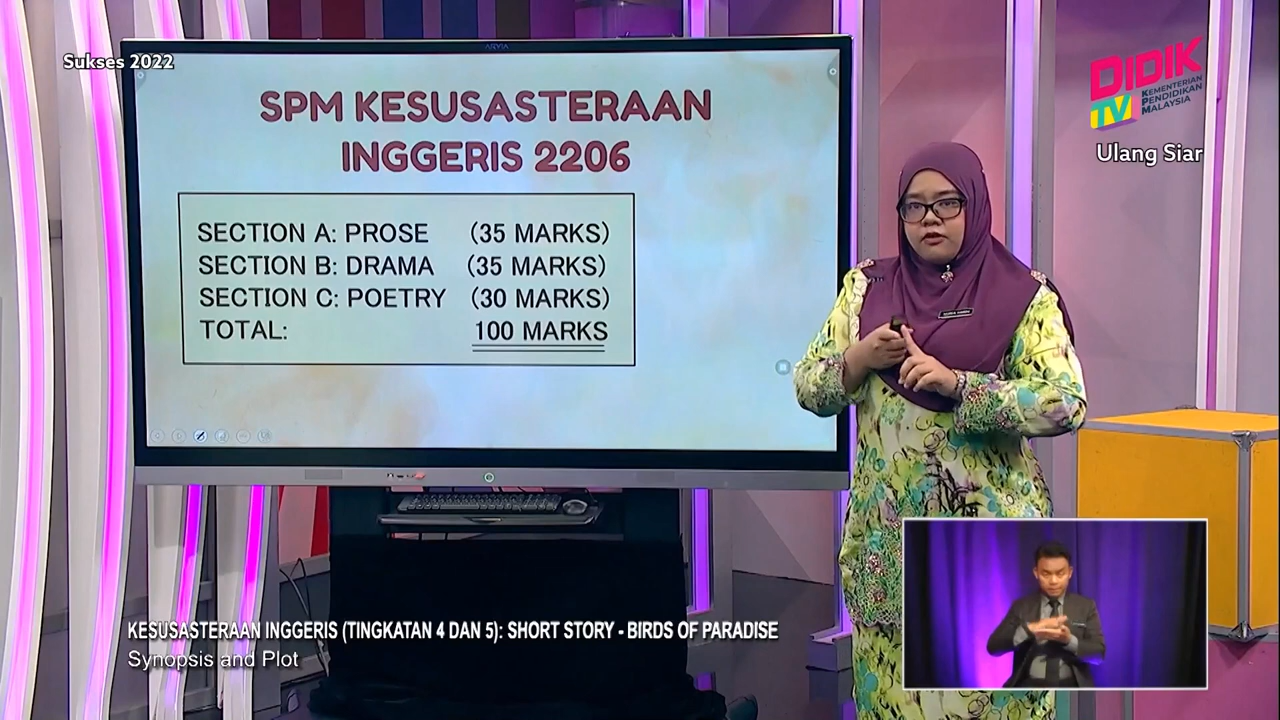 Sukses 2022
DIDIK
TV
KEMENTERIAN
PENDIDIKAN
MALAYSIA
Ulang Siar
SPM KESUSASTERAAN
INGGERIS 2206
SECTION A: PROSE (35 MARKS)
SECTION B: DRAMA (35 MARKS)
SECTION C: POETRY (30 MARKS)
TOTAL: 100 MARKS
KESUSASTERAAN INGGERIS (TINGKATAN 4 DAN 5): SHORT STORY - BIRDS OF PARADISE
Synopsis and Plot